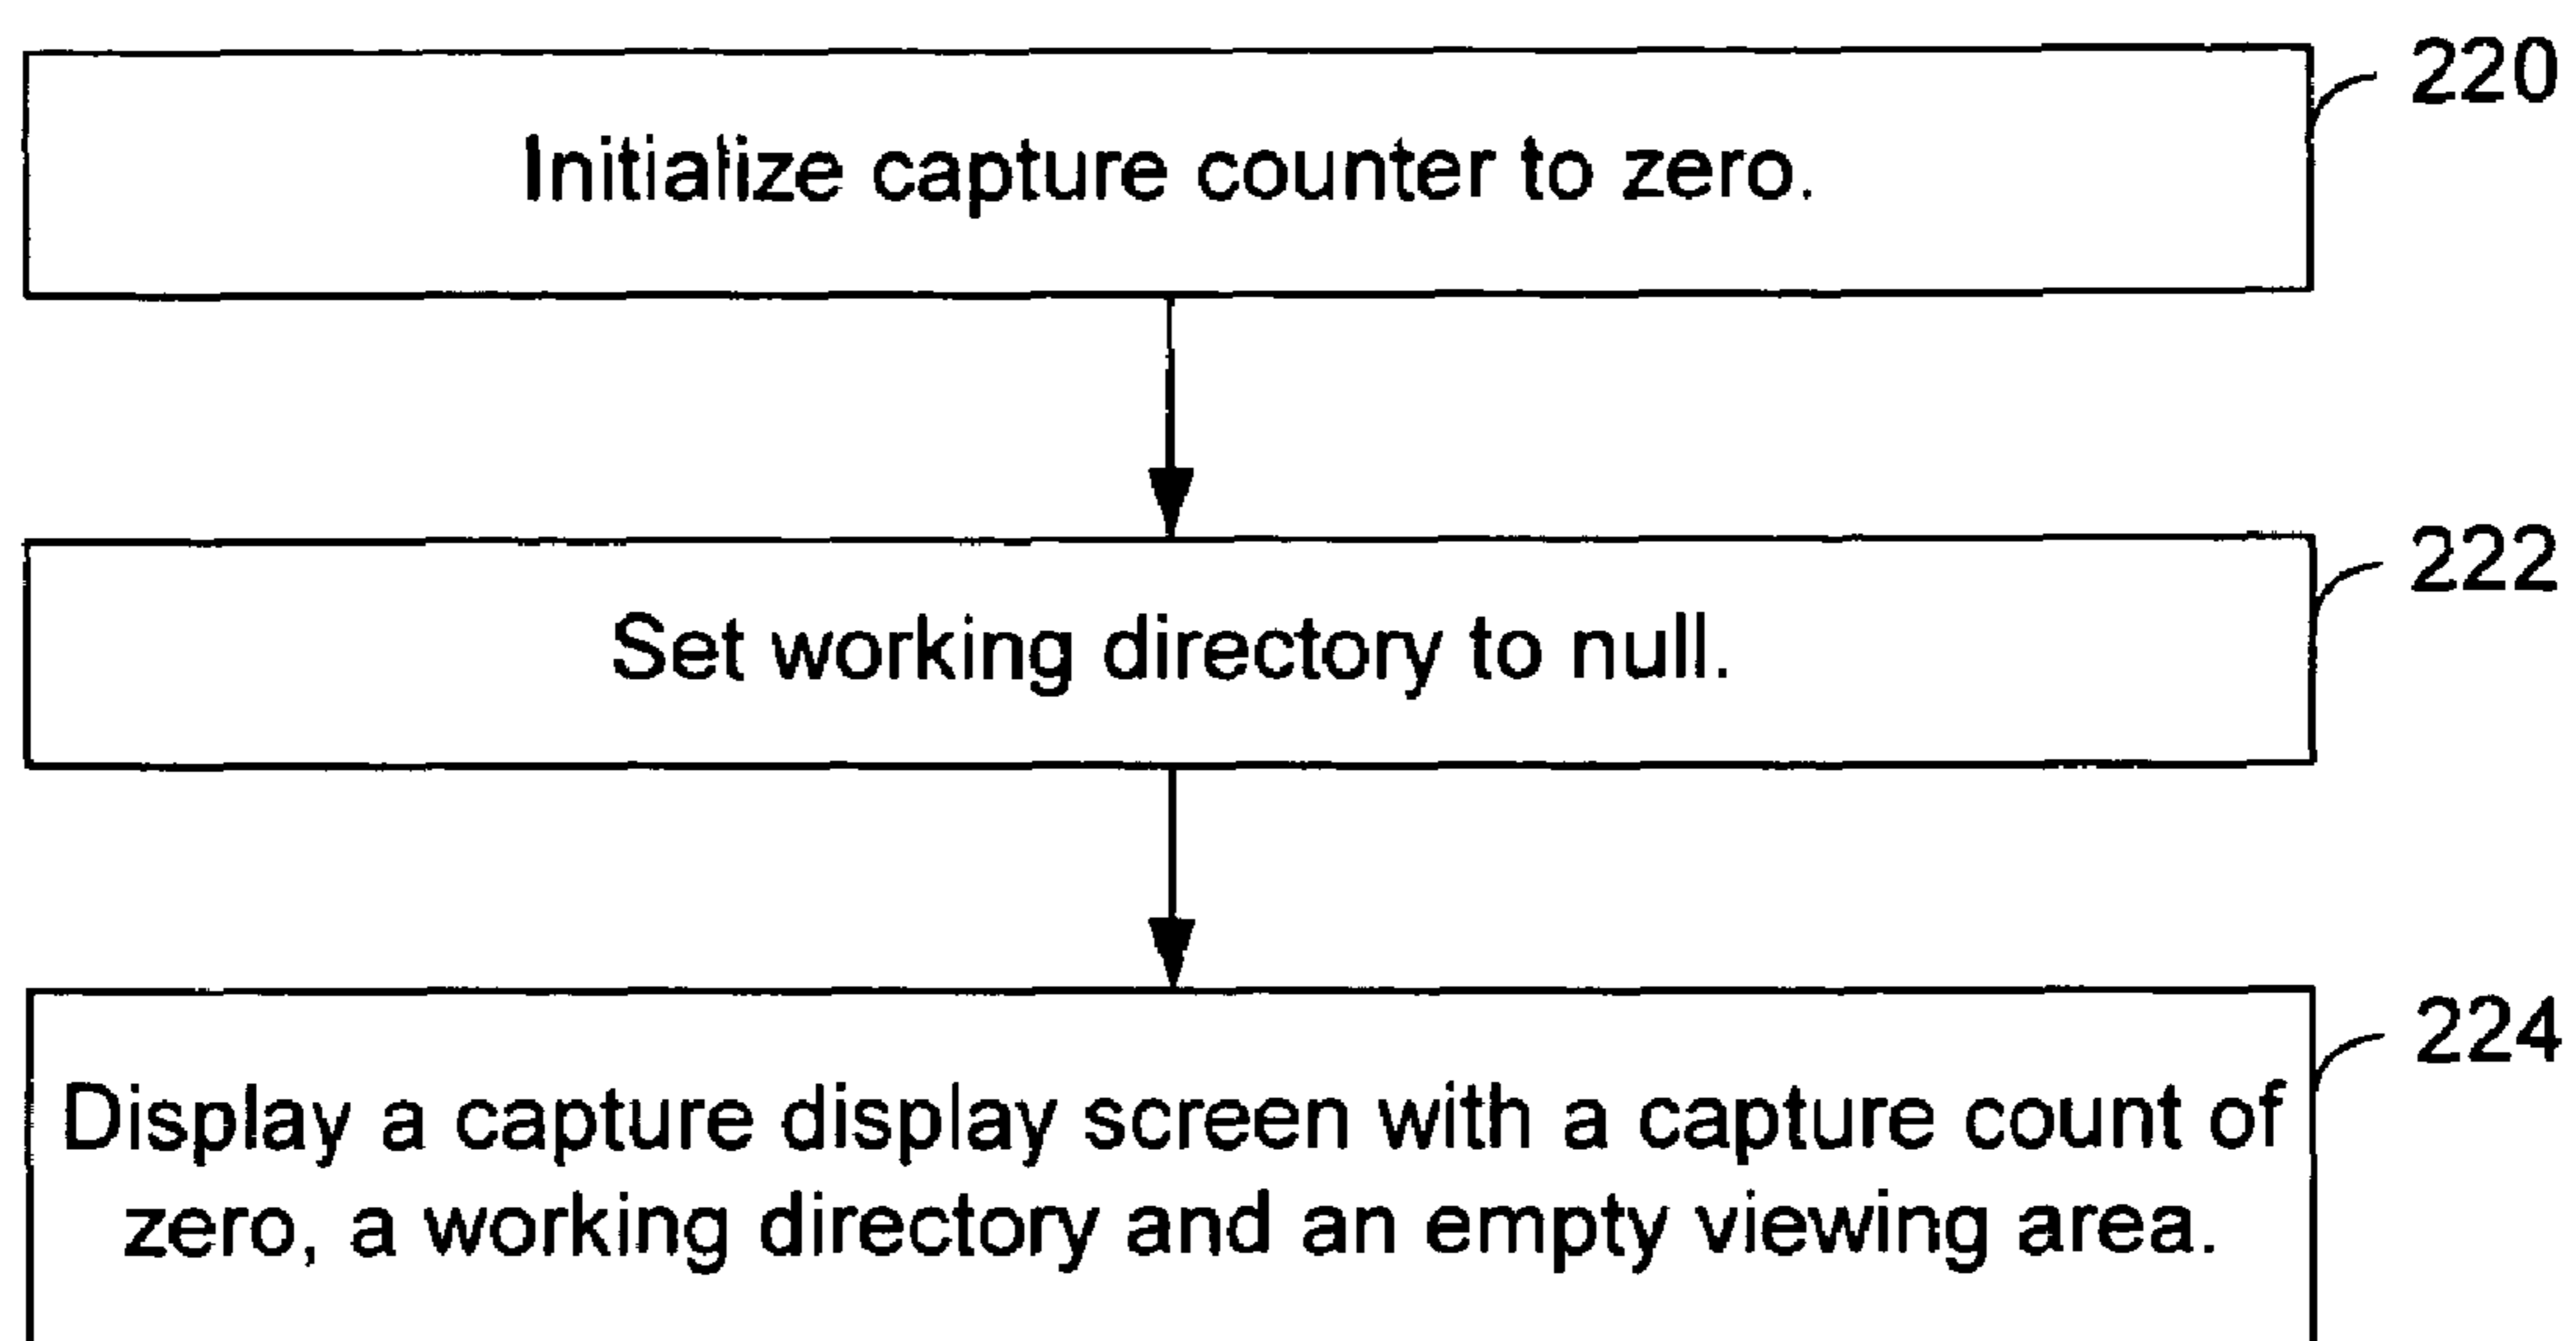 220
Initialize capture counter to zero.
222
Set working directory to null.
224
Display a capture display screen with a capture count of
zero, a working directory and an empty viewing area.